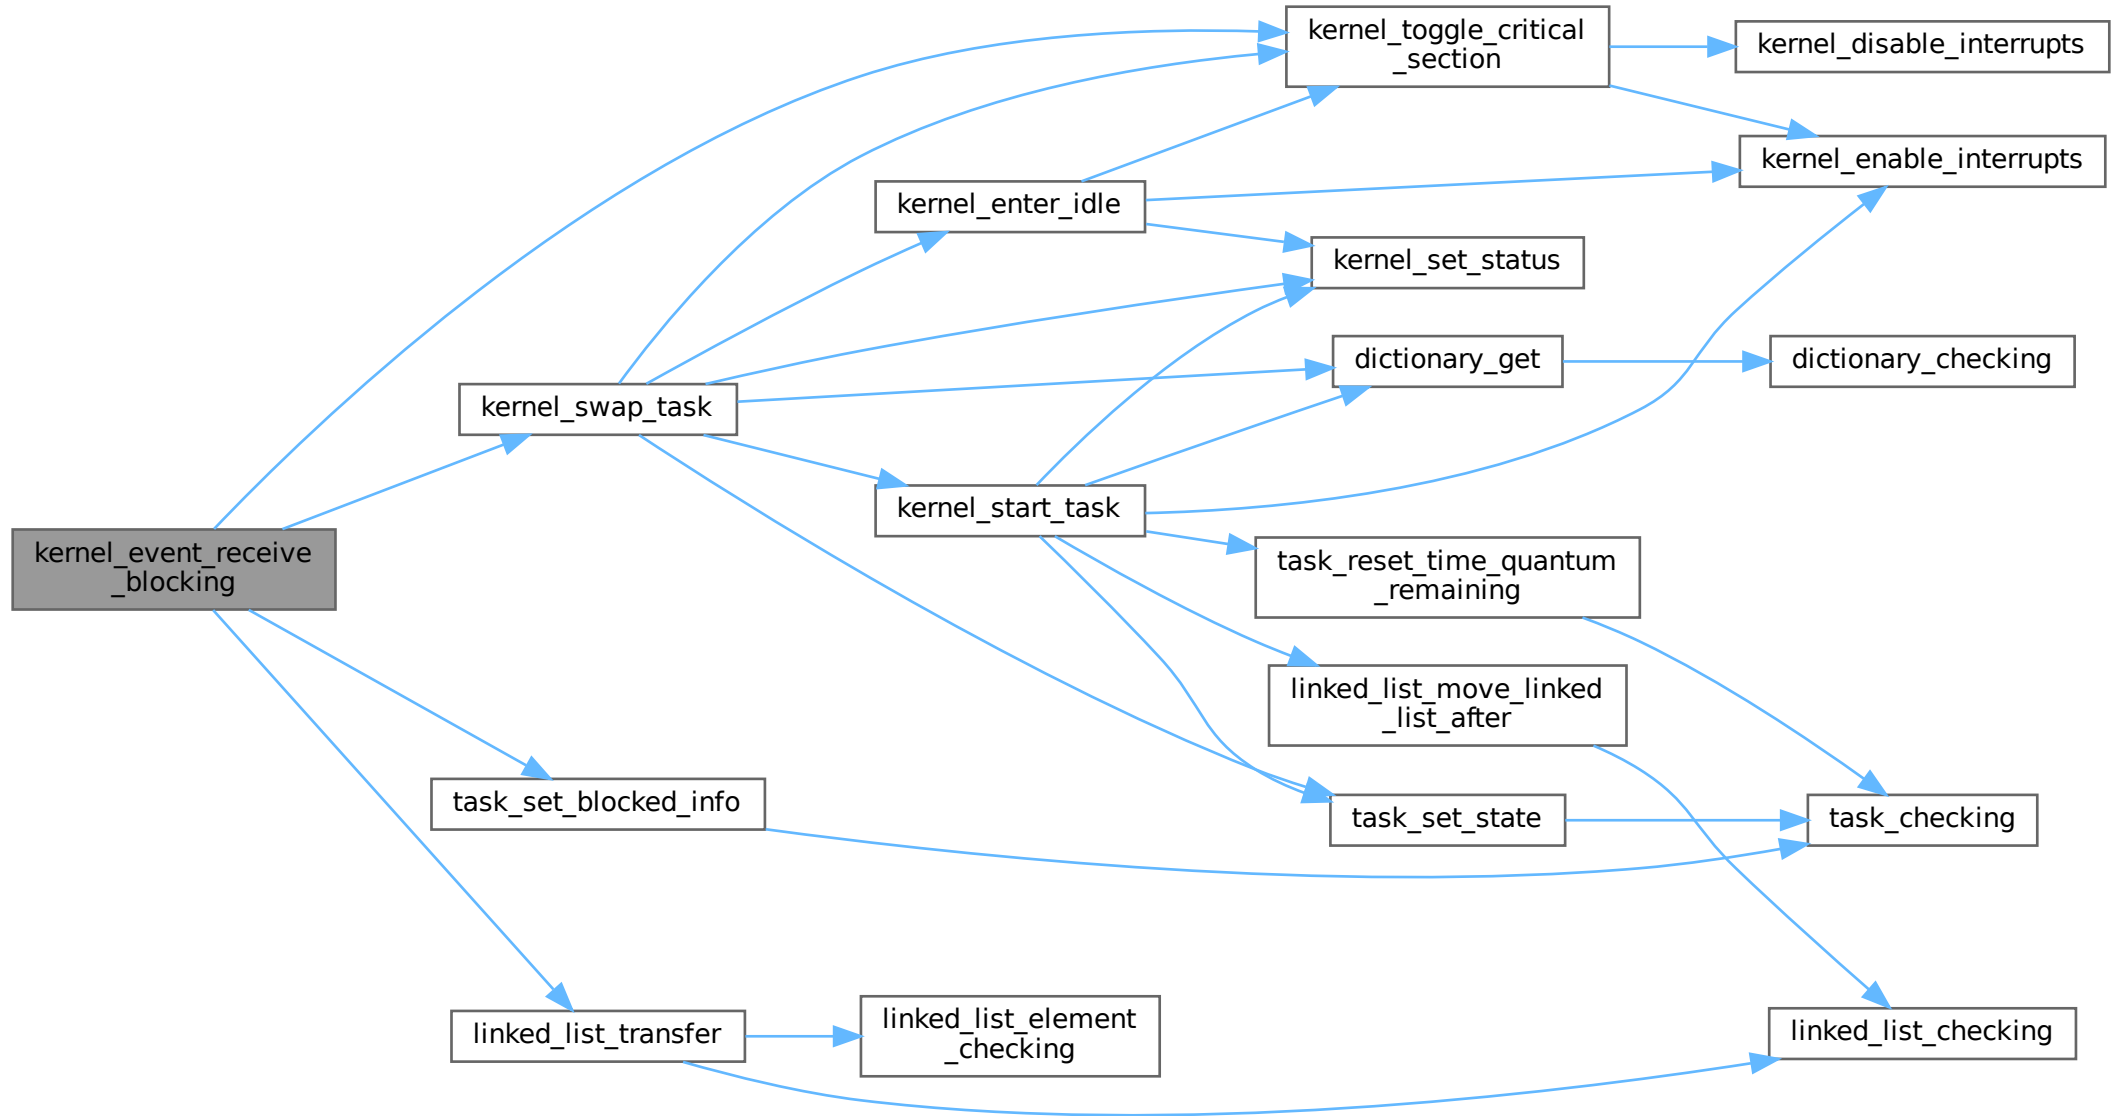 kernel_toggle_critical
_section
kernel_disable_interrupts
kernel_enable_interrupts
kernel_enter_idle
kernel_set_status
dictionary_get
dictionary_checking
kernel_swap_task
kernel_start_task
kernel_event_receive
_blocking
task_reset_time_quantum
_remaining
linked_list_move_linked
_list_after
task_set_blocked_info
task_set_state
task_checking
linked_list_transfer
linked_list_element
_checking
linked_list_checking